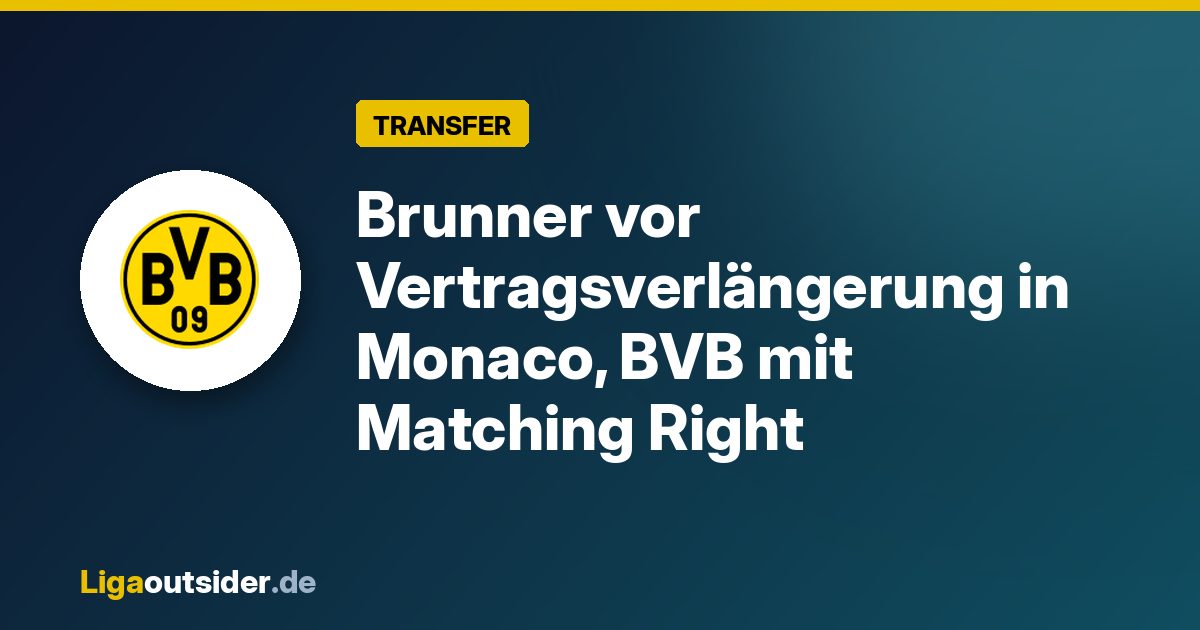 TRANSFER
Brunner vor
Vertragsverlängerung in
Monaco, BVB mit
Matching Right
BVB
09
Ligaoutsider.de